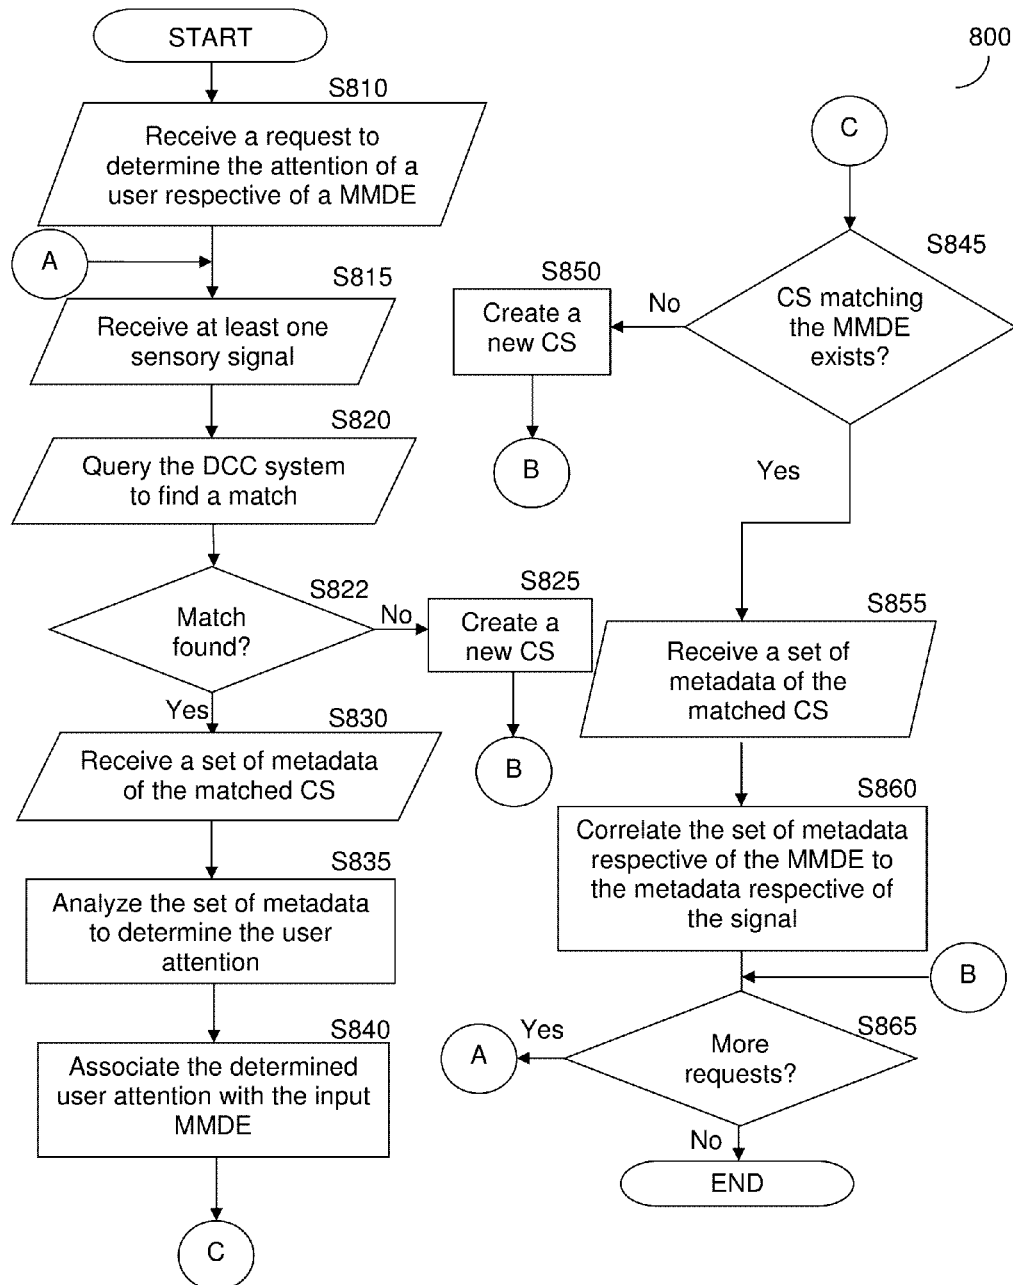 START
S810
Receive a request to
determine the attention of a
user respective of a MMDE
A
S815
Receive at least one
sensory signal
S820
Query the DCC system
to find a match
S822
Match
found?
No
S825
Create a
new CS
B
Yes
S830
Receive a set of metadata
of the matched CS
S835
Analyze the set of metadata
to determine the user
attention
S840
Associate the determined
user attention with the input
MMDE
C
800
C
S845
CS matching
the MMDE
exists?
No
S850
Create a
new CS
B
Yes
S855
Receive a set of
metadata of the
matched CS
S860
Correlate the set of metadata
respective of the MMDE to
the metadata respective of
the signal
B
S865
More
requests?
Yes
A
No
END